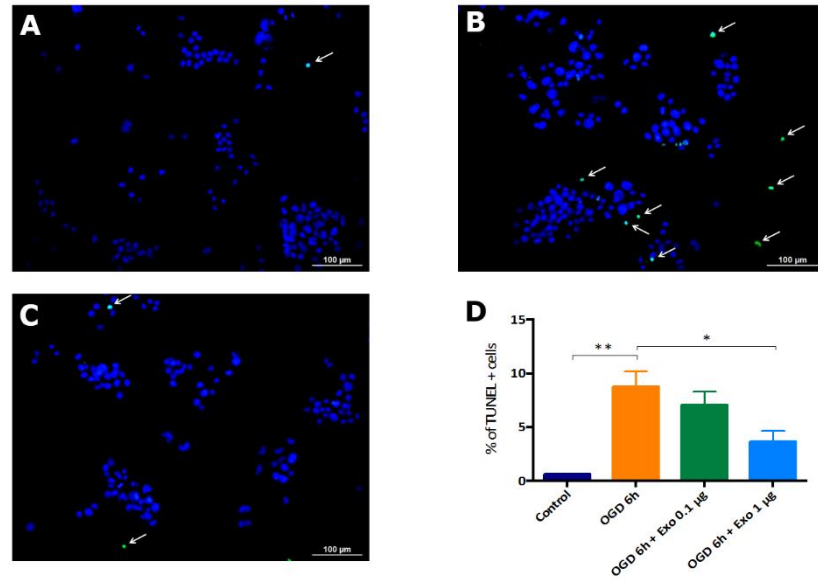 A
100 µm
B
100 µm
C
100 µm
D
% of TUNEL + cells
15
10
5
0
**
*
Control
OGD 6h
OGD 6h + Exo 0.1 µg
OGD 6h + Exo 1 µg